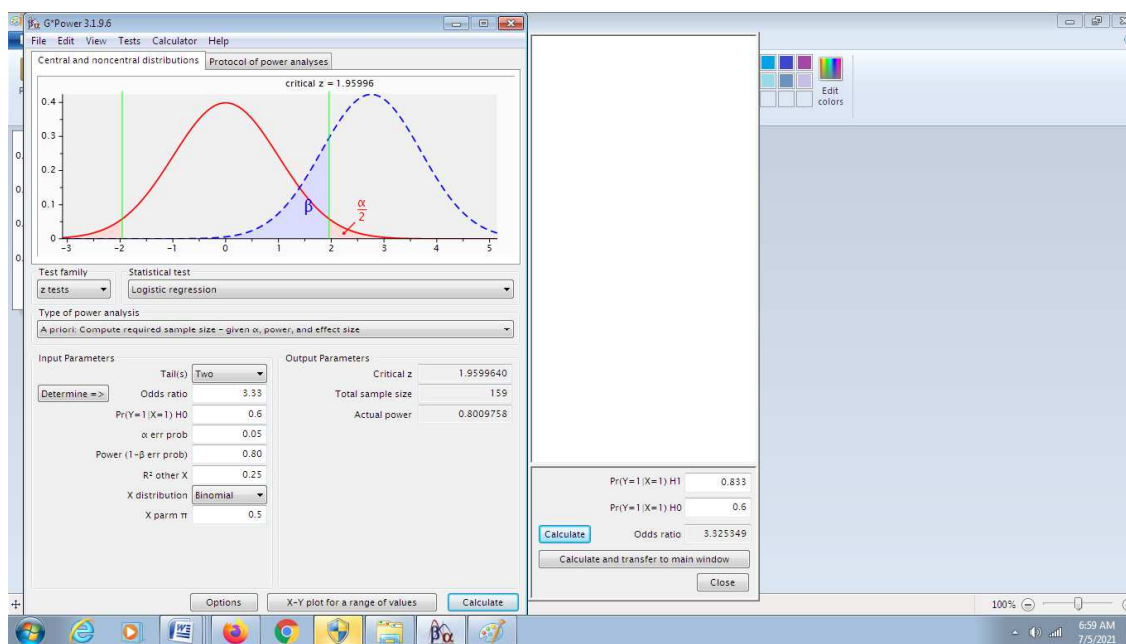 G*Power 3.1.9.6
File Edit View Tests Calculator Help
Central and noncentral distributions Protocol of power analyses
critical z = 1.95996
0.4
0.3
0.2
0.1
0
β
α
2
-3 -2 -1 0 1 2 3 4 5
Test family Statistical test
z tests Logistic regression
Type of power analysis
A priori: Compute required sample size - given α, power, and effect size
Input Parameters Output Parameters
Tail(s) Two Critical z 1.9599640
Determine => Odds ratio 3.33 Total sample size 159
Pr(Y=1|X=1) H0 0.6 Actual power 0.8009758
α err prob 0.05
Power (1-β err prob) 0.80
R² other X 0.25
X distribution Binomial
X parm π 0.5
Options X-Y plot for a range of values Calculate
Pr(Y=1|X=1) H1 0.833
Pr(Y=1|X=1) H0 0.6
Calculate Odds ratio 3.325349
Calculate and transfer to main window
Close
Edit
colors
100%
6:59 AM
7/5/2021